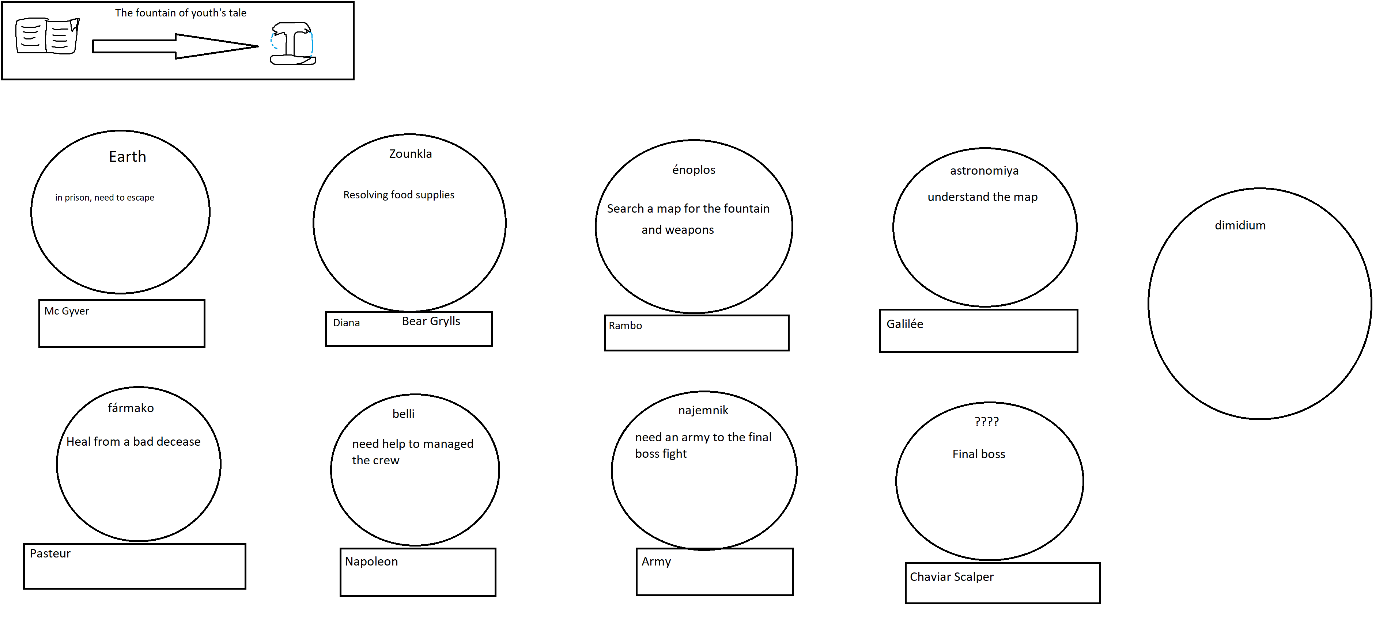 The fountain of youth's tale
Earth
in prison, need to escape
Mc Gyver
Zounkla
Resolving food supplies
Diana
Bear Grylls
énoplos
Search a map for the fountain
and weapons
Rambo
astronomiya
understand the map
Galilée
dimidium
fármako
Heal from a bad decease
Pasteur
belli
need help to managed
the crew
Napoleon
najemnik
need an army to the final
boss fight
Army
????
Final boss
Chaviar Scalper